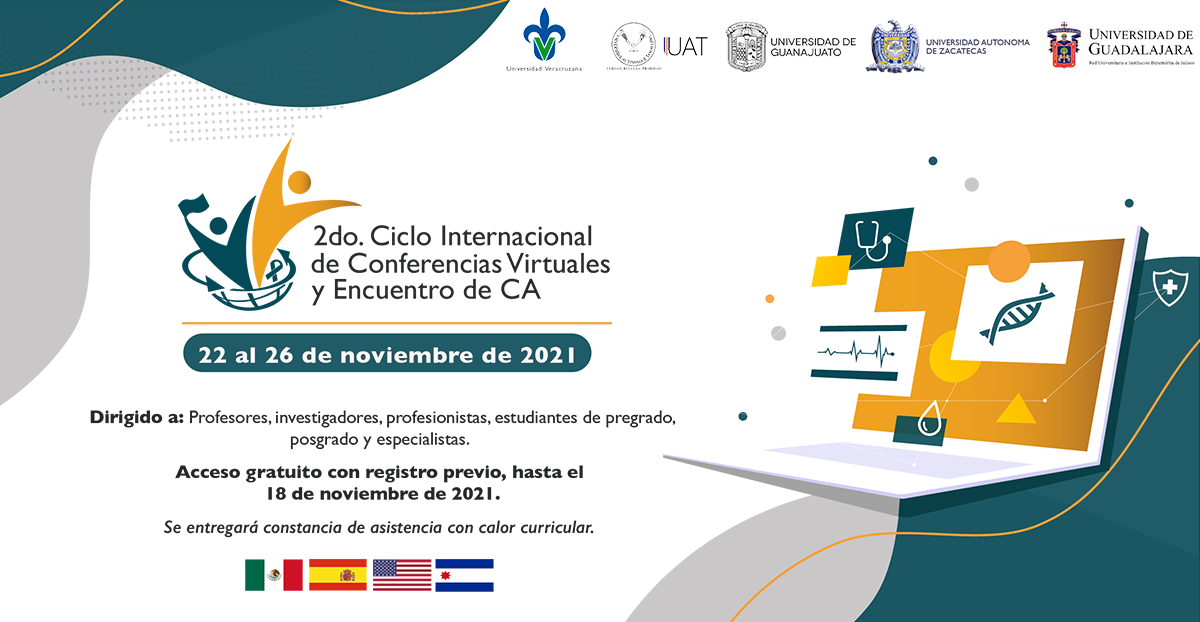 Universidad Veracruzana
UAT
VERDAD, BELLEZA, PROBIDAD
UNIVERSIDAD DE
GUANAJUATO
UNIVERSIDAD AUTONOMA
DE ZACATECAS
UNIVERSIDAD DE
GUADALAJARA
Red Universitaria e Institución Benemérita de Jalisco
2do. Ciclo Internacional
de Conferencias Virtuales
y Encuentro de CA
22 al 26 de noviembre de 2021
Dirigido a: Profesores, investigadores, profesionistas, estudiantes de pregrado,
posgrado y especialistas.
Acceso gratuito con registro previo, hasta el
18 de noviembre de 2021.
Se entregará constancia de asistencia con calor curricular.